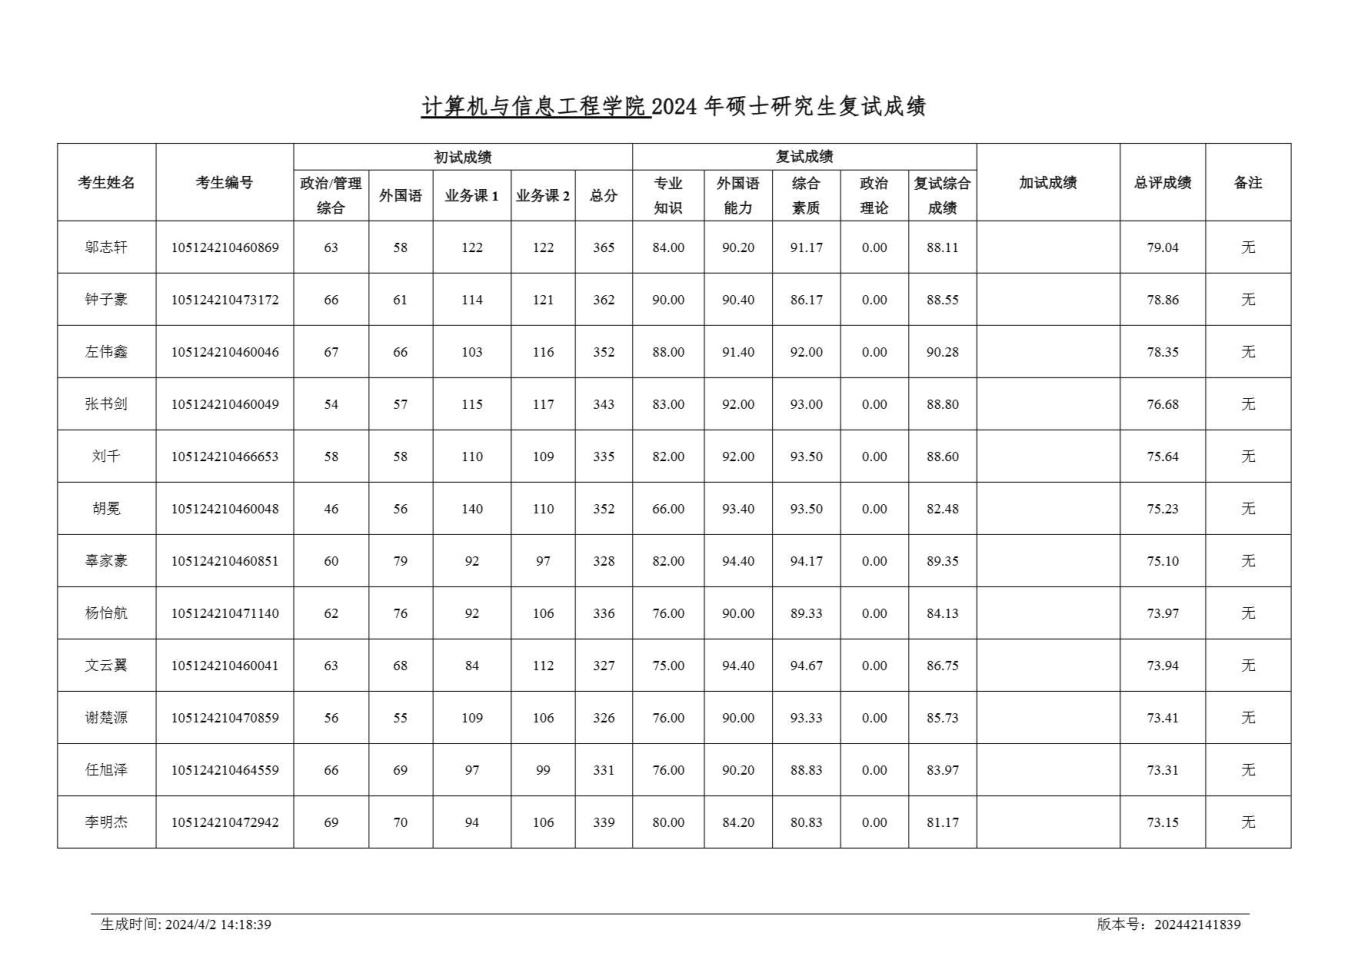 计算机与信息工程学院 2024 年硕士研究生复试成绩
考生姓名 考生编号 初试成绩 复试成绩 加试成绩 总评成绩 备注
政治/管理综合 外国语 业务课 1 业务课 2 总分 专业知识 外国语能力 综合素质 政治理论 复试综合成绩
邬志轩 105124210460869 63 58 122 122 365 84.00 90.20 91.17 0.00 88.11 79.04 无
钟子豪 105124210473172 66 61 114 121 362 90.00 90.40 86.17 0.00 88.55 78.86 无
左伟鑫 105124210460046 67 66 103 116 352 88.00 91.40 92.00 0.00 90.28 78.35 无
张书剑 105124210460049 54 57 115 117 343 83.00 92.00 93.00 0.00 88.80 76.68 无
刘千 105124210466653 58 58 110 109 335 82.00 92.00 93.50 0.00 88.60 75.64 无
胡冕 105124210460048 46 56 140 110 352 66.00 93.40 93.50 0.00 82.48 75.23 无
辜家豪 105124210460851 60 79 92 97 328 82.00 94.40 94.17 0.00 89.35 75.10 无
杨怡航 105124210471140 62 76 92 106 336 76.00 90.00 89.33 0.00 84.13 73.97 无
文云翼 105124210460041 63 68 84 112 327 75.00 94.40 94.67 0.00 86.75 73.94 无
谢楚源 105124210470859 56 55 109 106 326 76.00 90.00 93.33 0.00 85.73 73.41 无
任旭泽 105124210464559 66 69 97 99 331 76.00 90.20 88.83 0.00 83.97 73.31 无
李明杰 105124210472942 69 70 94 106 339 80.00 84.20 80.83 0.00 81.17 73.15 无
生成时间: 2024/4/2 14:18:39 版本号：202442141839